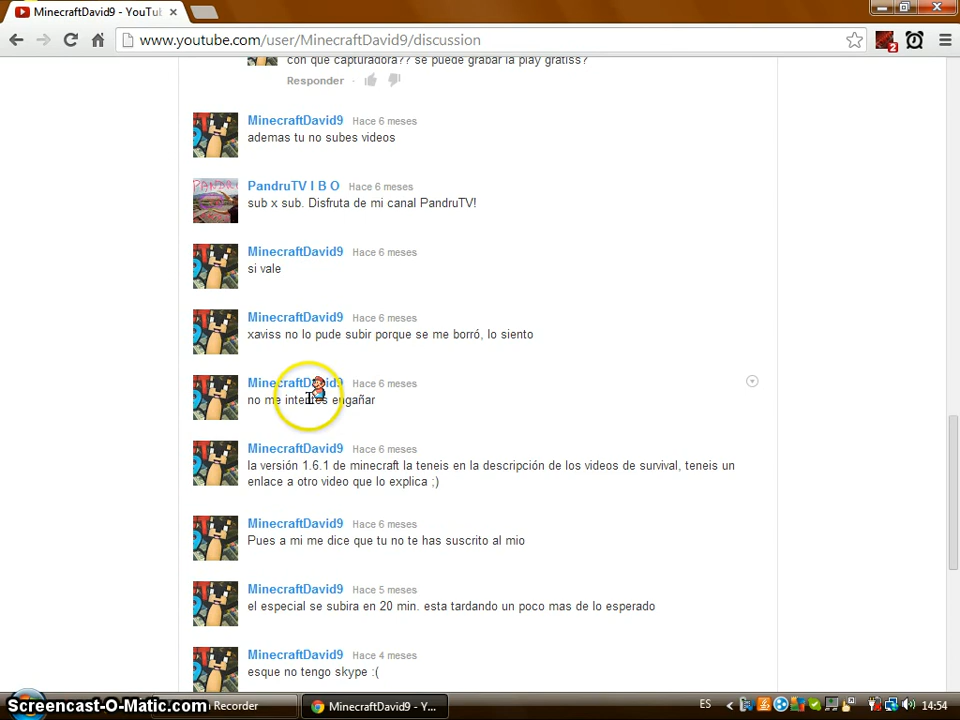 MinecraftDavid9 - YouTu
www.youtube.com/user/MinecraftDavid9/discussion
2
con que capturadora?? se puede grabar la play gratiss?
Responder ·
MinecraftDavid9 Hace 6 meses
ademas tu no subes videos
PANDR
PandruTV I B O Hace 6 meses
sub x sub. Disfruta de mi canal PandruTV!
MinecraftDavid9 Hace 6 meses
si vale
MinecraftDavid9 Hace 6 meses
xaviss no lo pude subir porque se me borró, lo siento
MinecraftDavid9 Hace 6 meses
no me intentes engañar
MinecraftDavid9 Hace 6 meses
la versión 1.6.1 de minecraft la teneis en la descripción de los videos de survival, teneis un
enlace a otro video que lo explica ;)
MinecraftDavid9 Hace 6 meses
Pues a mi me dice que tu no te has suscrito al mio
MinecraftDavid9 Hace 5 meses
el especial se subira en 20 min. esta tardando un poco mas de lo esperado
MinecraftDavid9 Hace 4 meses
esque no tengo skype :(
Screencast-O-Matic.com
Recorder
MinecraftDavid9 - Y...
ES
14:54